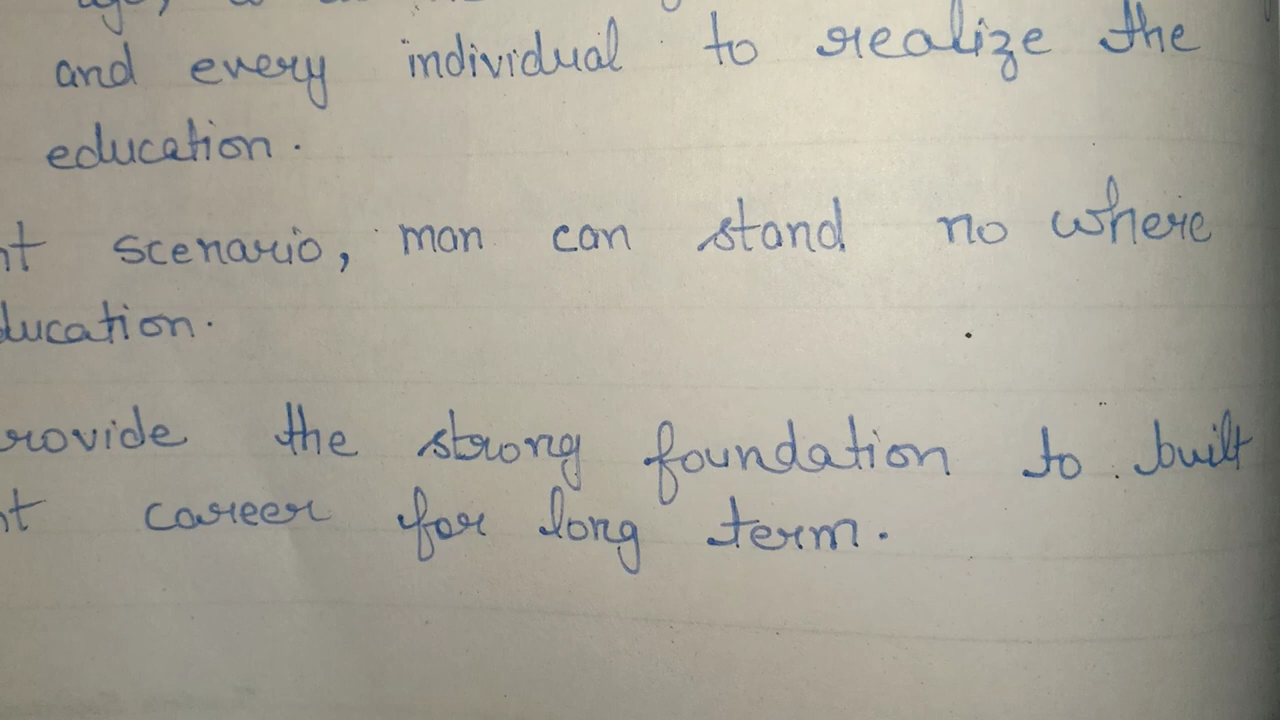 and every individual to realize the
education.
scenario, man can stand no where
ducation.
rovide the strong foundation to built
career for long term.